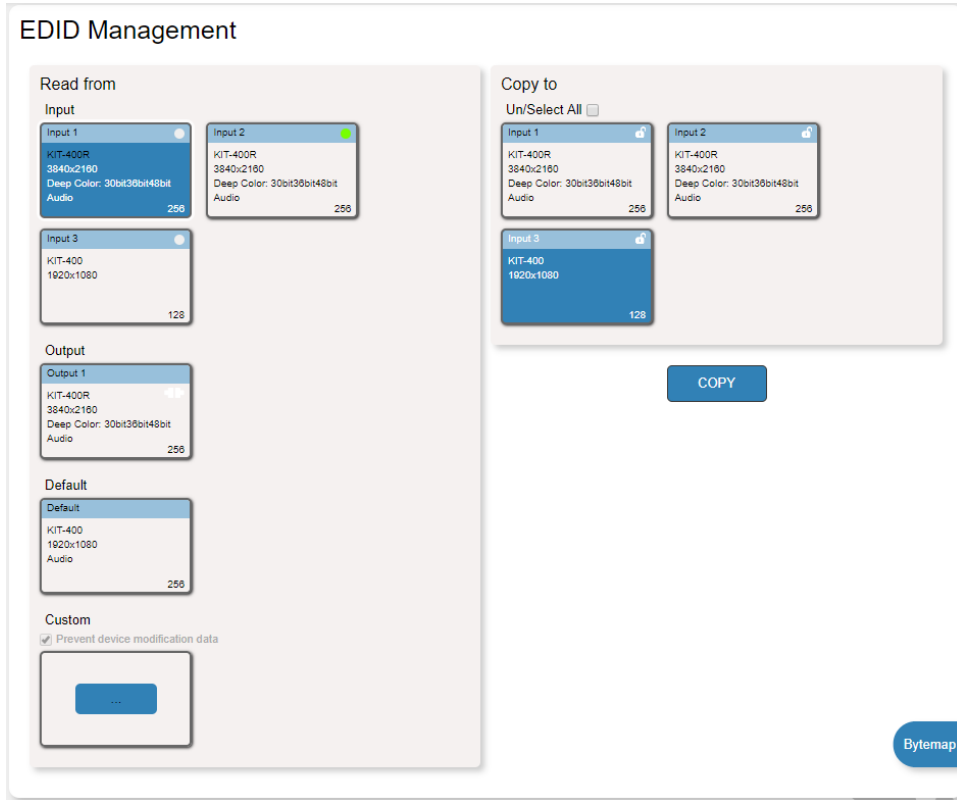 EDID Management
Read from
Input
Input 1
KIT-400R
3840x2160
Deep Color: 30bit36bit48bit
Audio
256
Input 2
KIT-400R
3840x2160
Deep Color: 30bit36bit48bit
Audio
256
Input 3
KIT-400
1920x1080
128
Output
Output 1
KIT-400R
3840x2160
Deep Color: 30bit36bit48bit
Audio
256
Default
Default
KIT-400
1920x1080
Audio
256
Custom
Prevent device modification data
...
Copy to
Un/Select All
Input 1
KIT-400R
3840x2160
Deep Color: 30bit36bit48bit
Audio
256
Input 2
KIT-400R
3840x2160
Deep Color: 30bit36bit48bit
Audio
256
Input 3
KIT-400
1920x1080
128
COPY
Bytemap